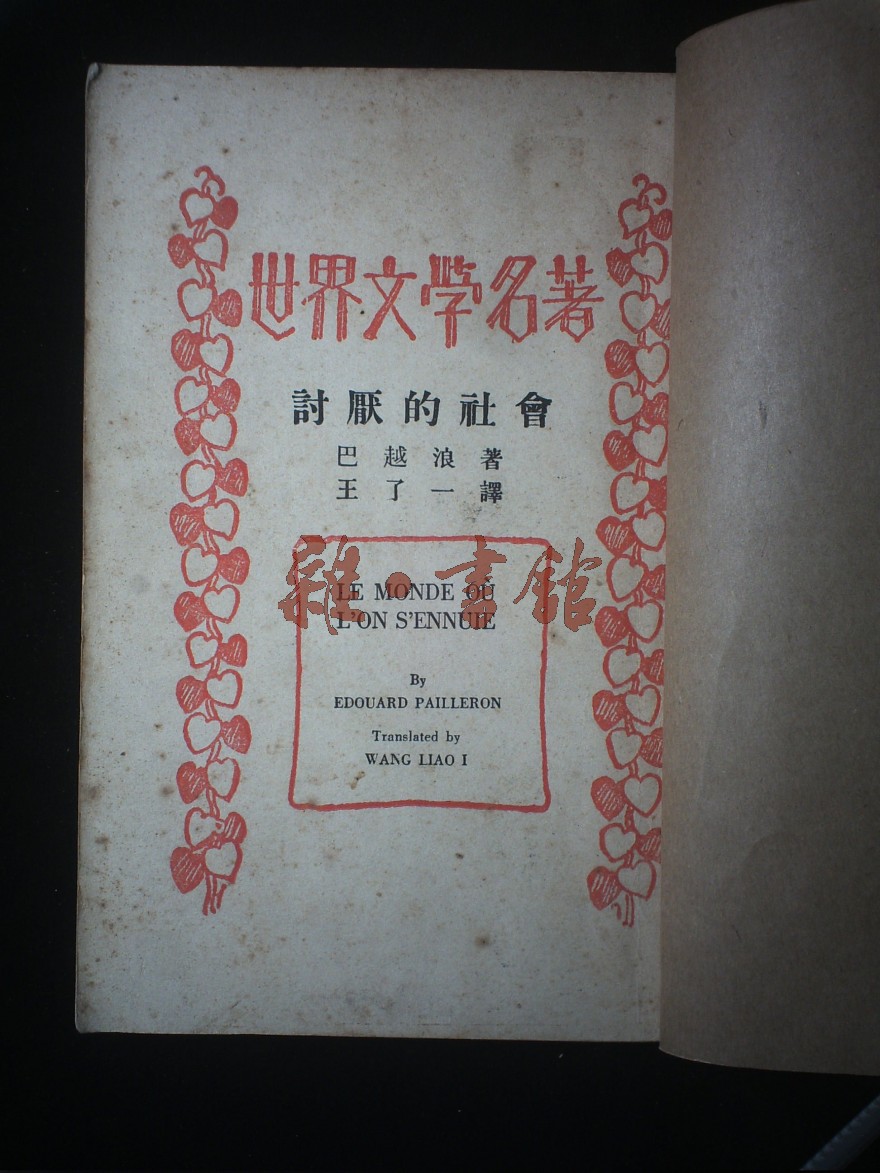 世界文学名著
討厭的社會
巴越浪著
王了一譯
雜·書館
LE MONDE OÙ
L'ON S'ENNUIE
By
EDOUARD PAILLERON
Translated by
WANG LIAO I